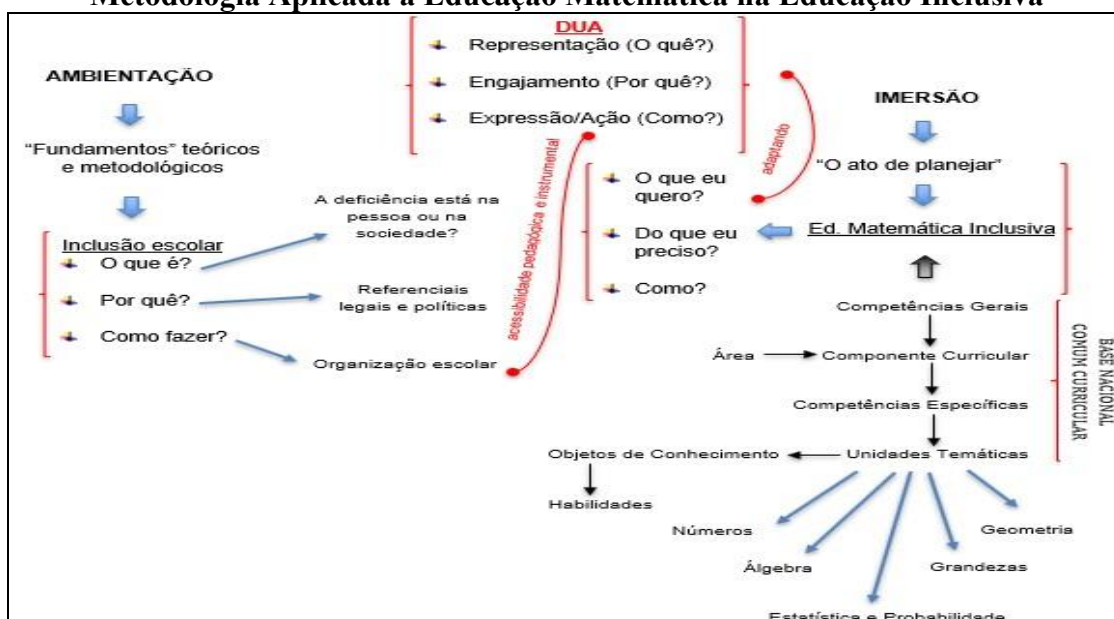 Metodologia Aplicada à Educação Matemática na Educação Inclusiva
AMBIENTAÇÃO
"Fundamentos" teóricos
e metodológicos
Inclusão escolar
O que é?
Por quê?
Como fazer?
A deficiência está na
pessoa ou na
sociedade?
Referenciais
legais e políticas
Organização escolar
acessibilidade pedagógica e instrumental
DUA
Representação (O quê?)
Engajamento (Por quê?)
Expressão/Ação (Como?)
adaptando
O que eu
quero?
Do que eu
preciso?
Como?
IMERSÃO
"O ato de planejar"
Ed. Matemática Inclusiva
Competências Gerais
Área
Componente Curricular
Competências Específicas
Objetos de Conhecimento
Unidades Temáticas
Habilidades
Números
Geometria
Álgebra
Grandezas
Estatística e Probabilidade
BASE NACIONAL
COMUM CURRICULAR